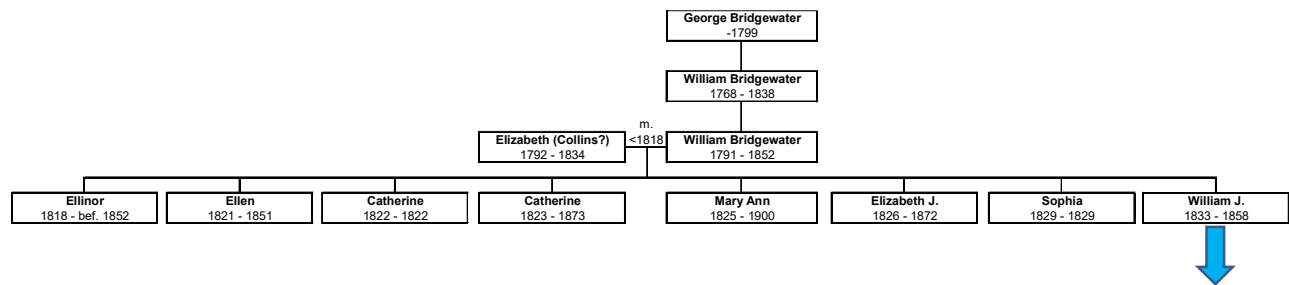 George Bridgewater
-1799
William Bridgewater
1768 - 1838
m.
<1818
Elizabeth (Collins?)
1792 - 1834
William Bridgewater
1791 - 1852
Ellinor
1818 - bef. 1852
Ellen
1821 - 1851
Catherine
1822 - 1822
Catherine
1823 - 1873
Mary Ann
1825 - 1900
Elizabeth J.
1826 - 1872
Sophia
1829 - 1829
William J.
1833 - 1858